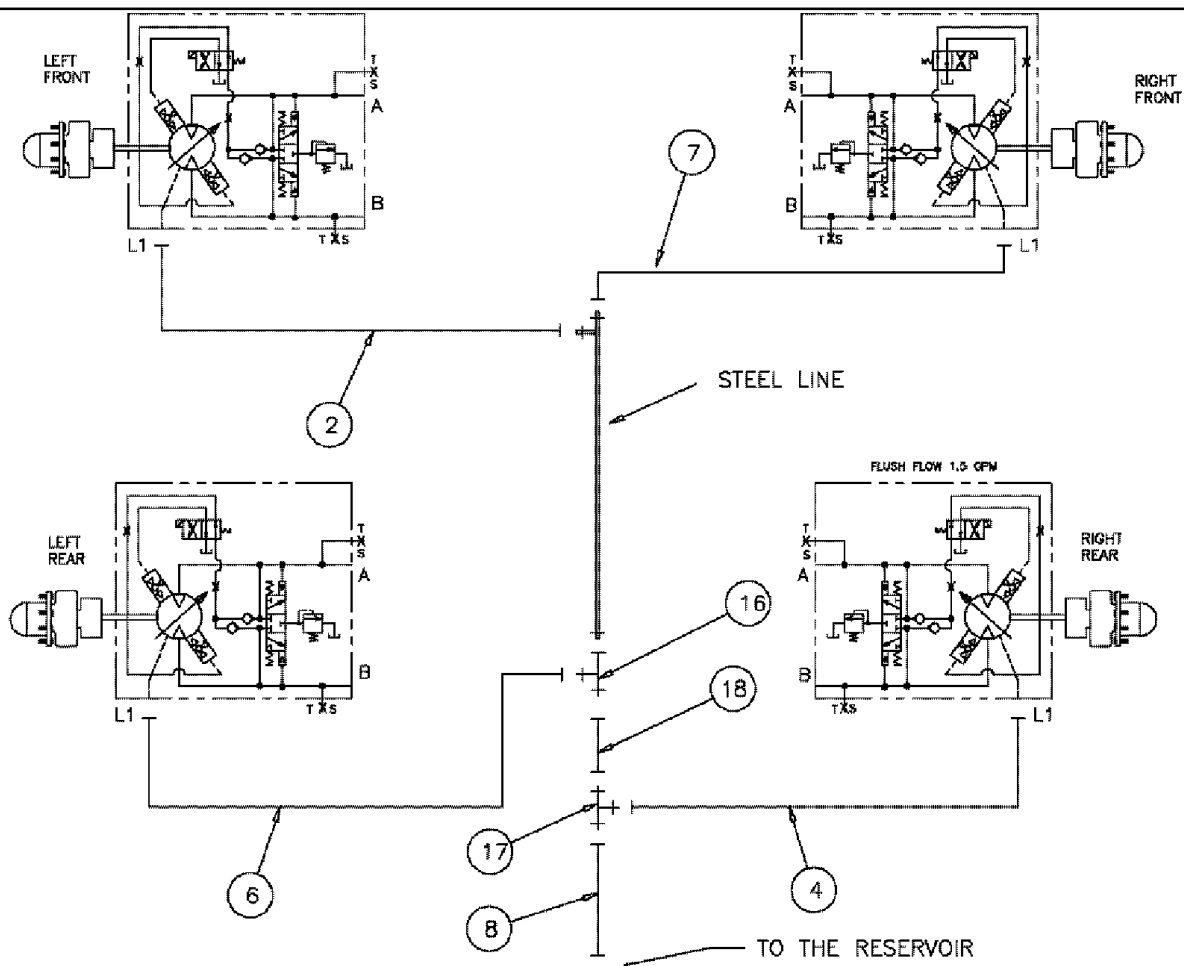 LEFT
FRONT
T
S
A
B
T S
L1
T
S
A
B
T S
L1
RIGHT
FRONT
7
2
STEEL LINE
FLUSH FLOW 1.5 GPM
LEFT
REAR
T
S
A
B
T S
L1
T
S
A
B
T S
L1
RIGHT
REAR
16
18
17
6
4
8
TO THE RESERVOIR